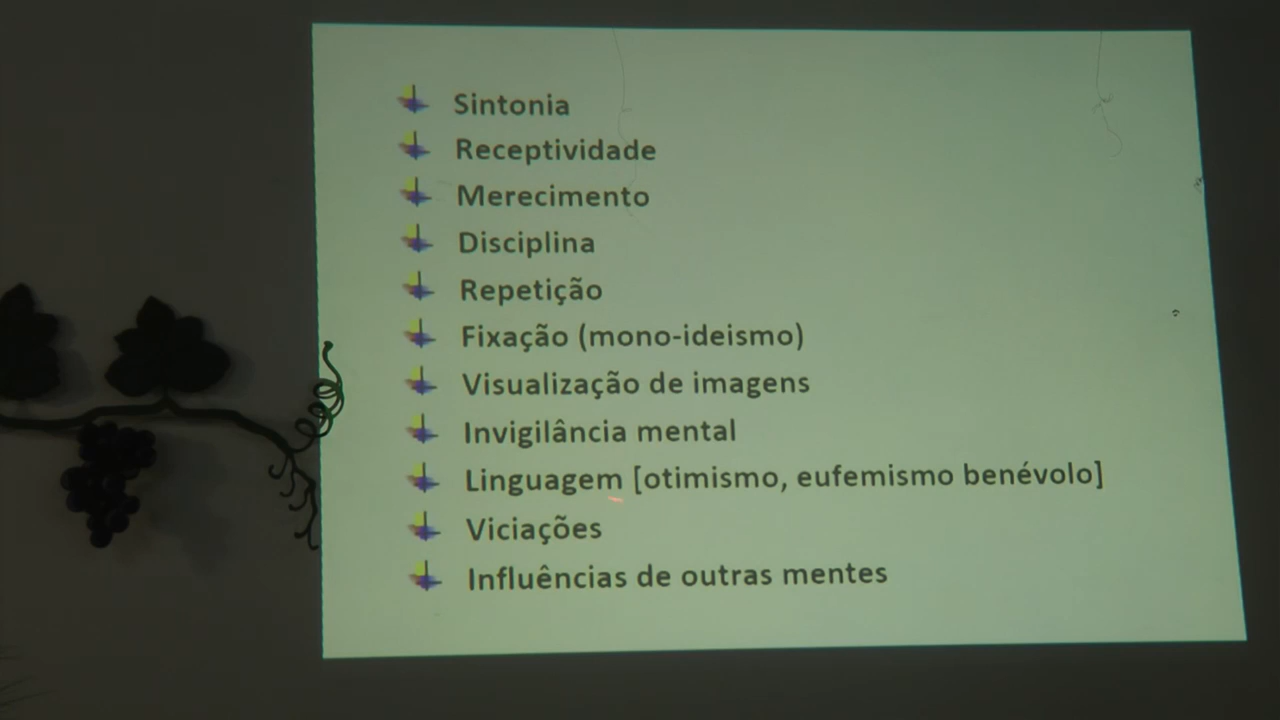 Sintonia
Receptividade
Merecimento
Disciplina
Repetição
Fixação (mono-ideismo)
Visualização de imagens
Invigilância mental
Linguagem [otimismo, eufemismo benévolo]
Viciações
Influências de outras mentes